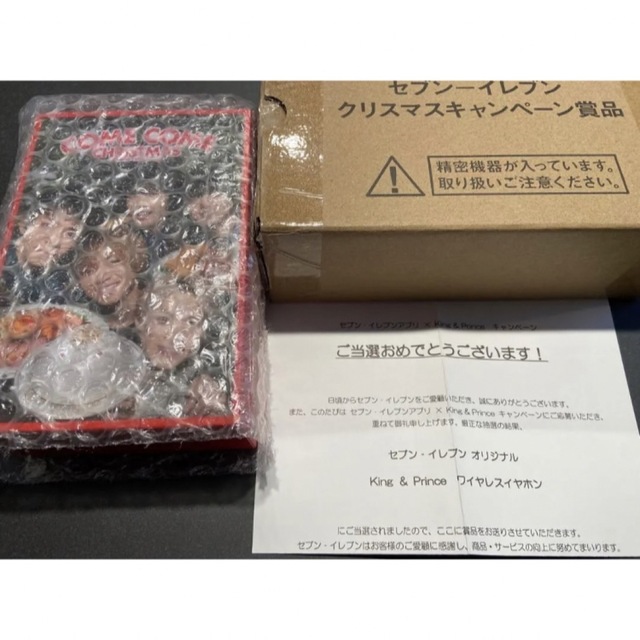 COME COME
CHRISTMAS
セブン－イレブン
クリスマスキャンペーン賞品
精密機器が入っています。
取り扱いご注意ください。
セブン‐イレブンアプリ × King & Prince キャンペーン
ご当選おめでとうございます！
日頃からセブン‐イレブンをご愛顧いただき、誠にありがとうございます。
また、このたびは セブン‐イレブンアプリ × King & Prince キャンペーンにご応募いただき、
重ねて御礼申し上げます。厳正な抽選の結果、
セブン‐イレブン オリジナル
King & Prince ワイヤレスイヤホン
にご当選されましたので、ここに賞品をお送りさせていただきます。
セブン‐イレブンはお客様のご愛顧に感謝し、商品・サービスの向上に努めてまいります。